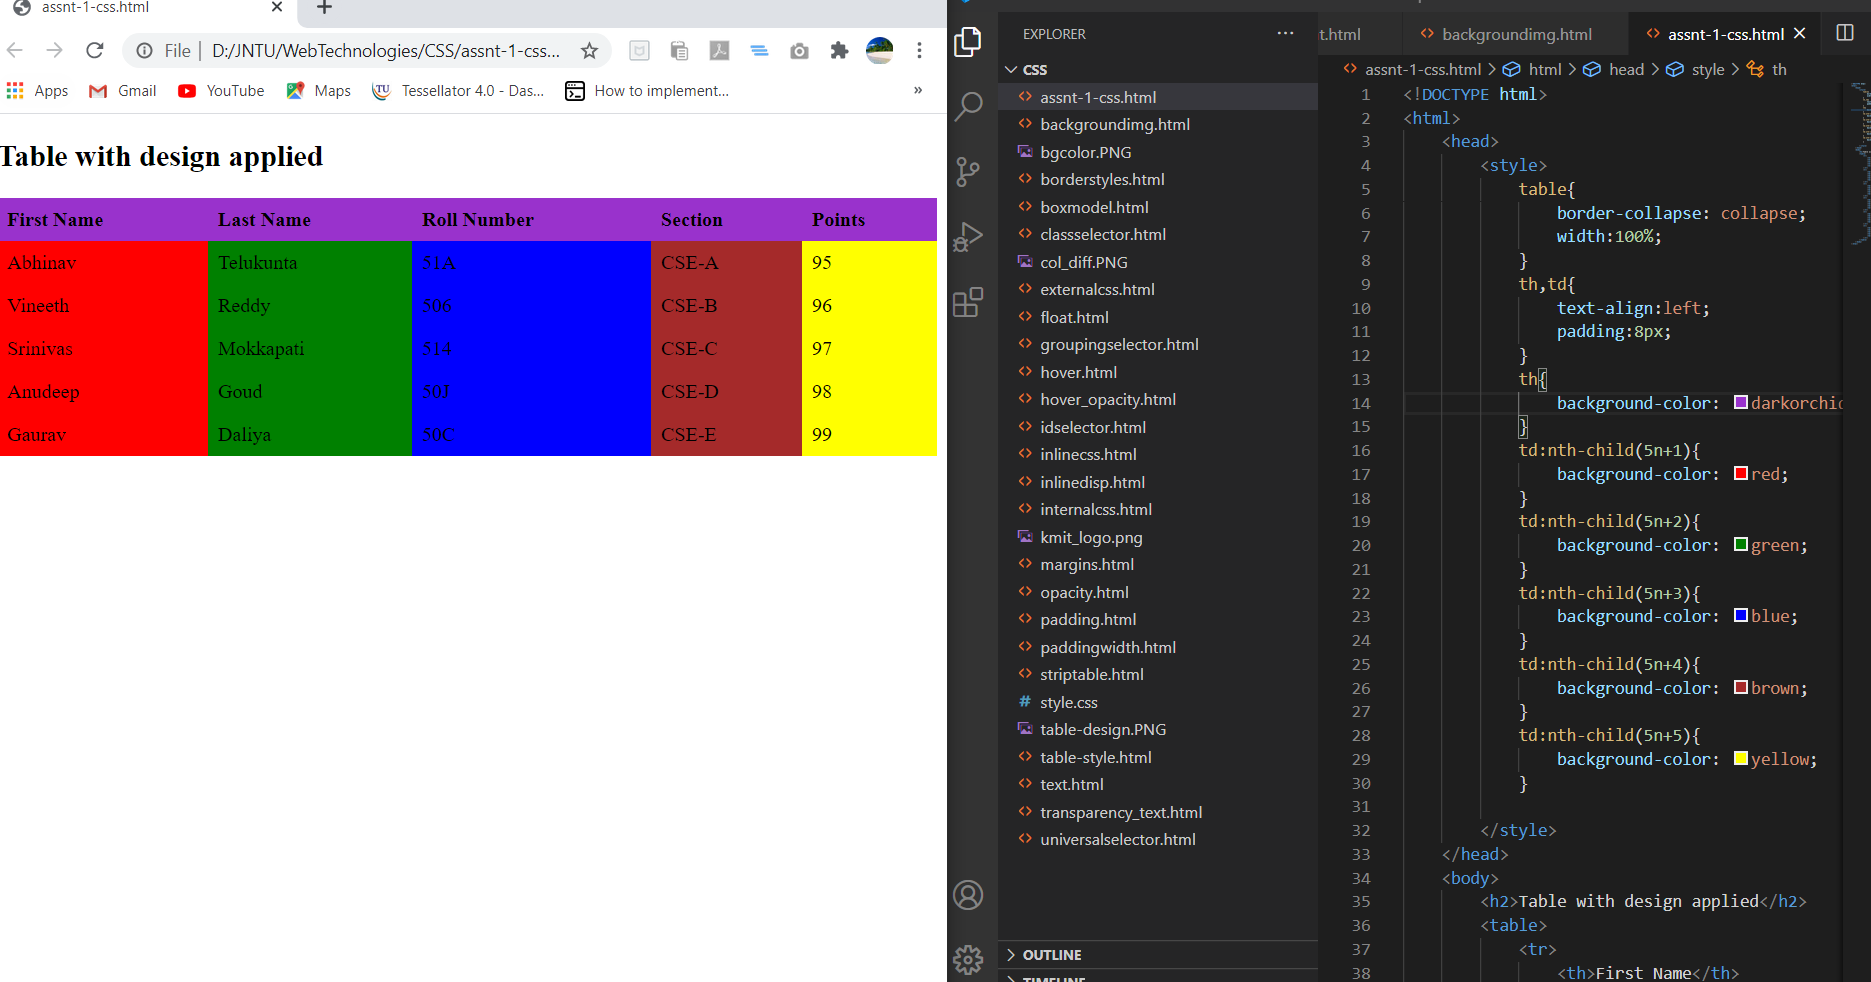 assnt-1-css.html
File | D:/JNTU/WebTechnologies/CSS/assnt-1-css...
Apps Gmail YouTube Maps Tessellator 4.0 - Das... How to implement... »
Table with design applied
First Name Last Name Roll Number Section Points
Abhinav Telukunta 51A CSE-A 95
Vineeth Reddy 506 CSE-B 96
Srinivas Mokkapati 514 CSE-C 97
Anudeep Goud 50J CSE-D 98
Gaurav Daliya 50C CSE-E 99
EXPLORER ...
CSS
assnt-1-css.html
backgroundimg.html
bgcolor.PNG
borderstyles.html
boxmodel.html
classselector.html
col_diff.PNG
externalcss.html
float.html
groupingselector.html
hover.html
hover_opacity.html
idselector.html
inlinecss.html
inlinedisp.html
internalcss.html
kmit_logo.png
margins.html
opacity.html
padding.html
paddingwidth.html
striptable.html
# style.css
table-design.PNG
table-style.html
text.html
transparency_text.html
universalselector.html
OUTLINE
TIMELINE
t.html backgroundimg.html assnt-1-css.html
assnt-1-css.html > html > head > style > th
1 <!DOCTYPE html>
2 <html>
3 <head>
4 <style>
5 table{
6 border-collapse: collapse;
7 width:100%;
8 }
9 th,td{
10 text-align:left;
11 padding:8px;
12 }
13 th{
14 background-color: darkorchid
15 }
16 td:nth-child(5n+1){
17 background-color: red;
18 }
19 td:nth-child(5n+2){
20 background-color: green;
21 }
22 td:nth-child(5n+3){
23 background-color: blue;
24 }
25 td:nth-child(5n+4){
26 background-color: brown;
27 }
28 td:nth-child(5n+5){
29 background-color: yellow;
30 }
31
32 </style>
33 </head>
34 <body>
35 <h2>Table with design applied</h2>
36 <table>
37 <tr>
38 <th>First Name</th>